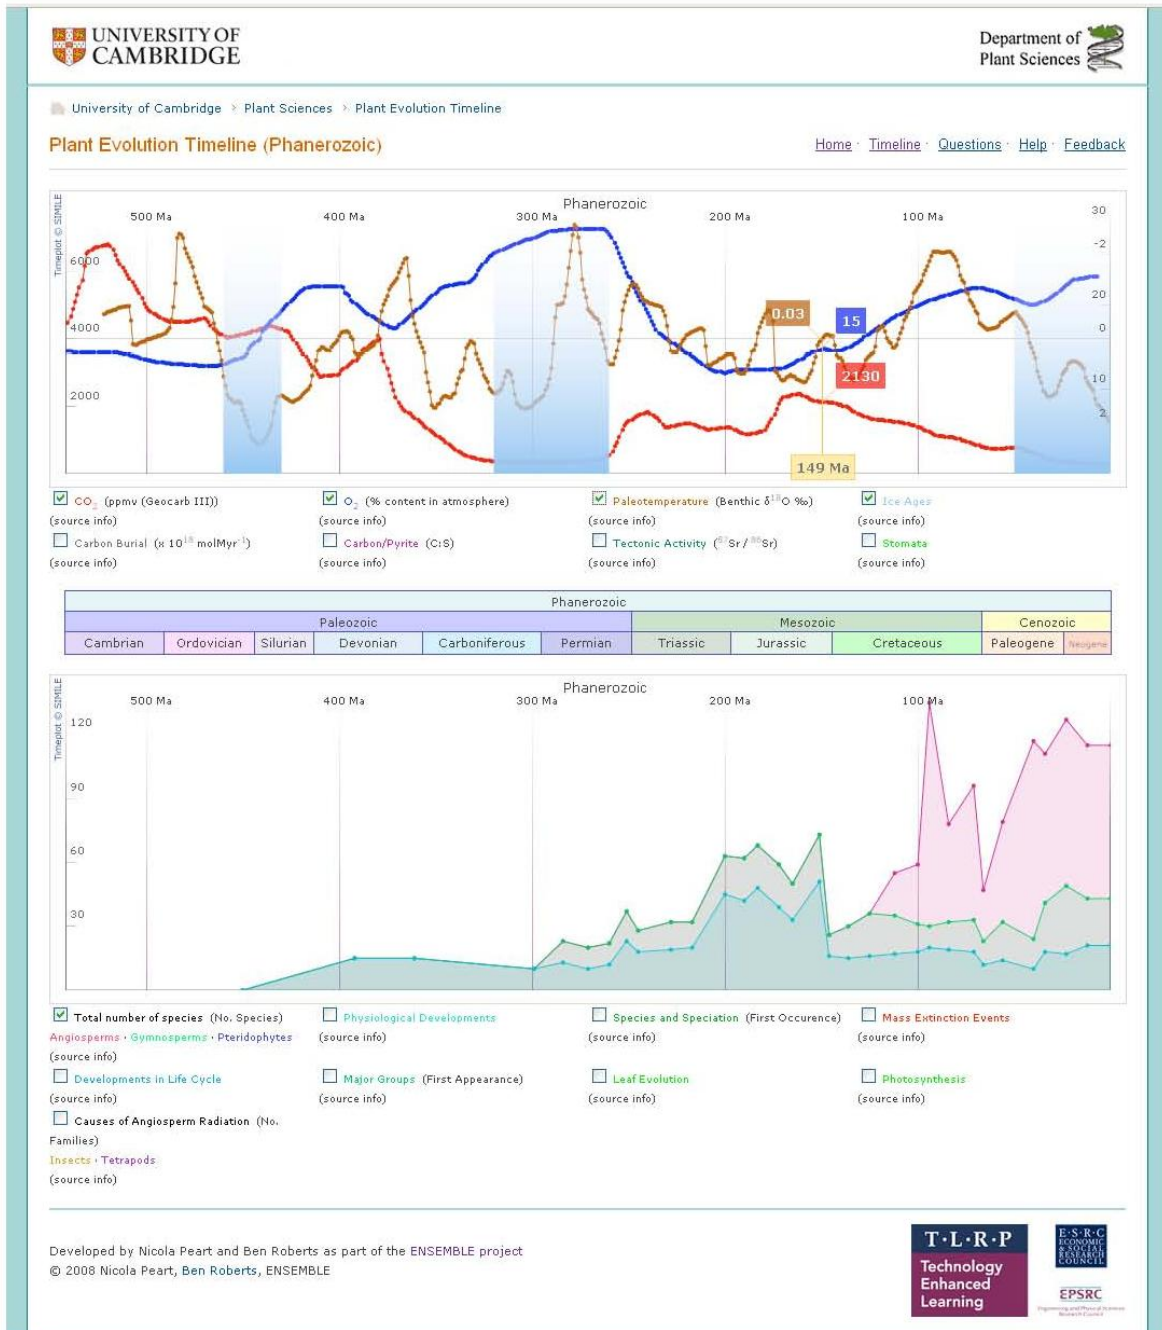 UNIVERSITY OF
CAMBRIDGE
Department of
Plant Sciences
University of Cambridge > Plant Sciences > Plant Evolution Timeline
Plant Evolution Timeline (Phanerozoic)
Home · Timeline · Questions · Help · Feedback
Timeplot © SIMILE
Phanerozoic
500 Ma 400 Ma 300 Ma 200 Ma 100 Ma
30
-2
6000
20
4000
0
0.03
15
2130
10
2000
2
149 Ma
CO2 (ppmv (Geocarb III))
(source info)
O2 (% content in atmosphere)
(source info)
Paleotemperature (Benthic δ18O ‰)
(source info)
Ice Ages
(source info)
Carbon Burial (x 1018 molMyr-1)
(source info)
Carbon/Pyrite (C:S)
(source info)
Tectonic Activity (87Sr / 86Sr)
(source info)
Stomata
(source info)
Phanerozoic
Paleozoic Mesozoic Cenozoic
Cambrian Ordovician Silurian Devonian Carboniferous Permian Triassic Jurassic Cretaceous Paleogene Neogene
Timeplot © SIMILE
Phanerozoic
500 Ma 400 Ma 300 Ma 200 Ma 100 Ma
120
90
60
30
Total number of species (No. Species)
Angiosperms · Gymnosperms · Pteridophytes
(source info)
Physiological Developments
(source info)
Species and Speciation (First Occurence)
(source info)
Mass Extinction Events
(source info)
Developments in Life Cycle
(source info)
Major Groups (First Appearance)
(source info)
Leaf Evolution
(source info)
Photosynthesis
(source info)
Causes of Angiosperm Radiation (No.
Families)
Insects · Tetrapods
(source info)
Developed by Nicola Peart and Ben Roberts as part of the ENSEMBLE project
© 2008 Nicola Peart, Ben Roberts, ENSEMBLE
T·L·R·P
Technology
Enhanced
Learning
E·S·R·C
ECONOMIC
& SOCIAL
RESEARCH
COUNCIL
EPSRC
Engineering and Physical Sciences
Research Council